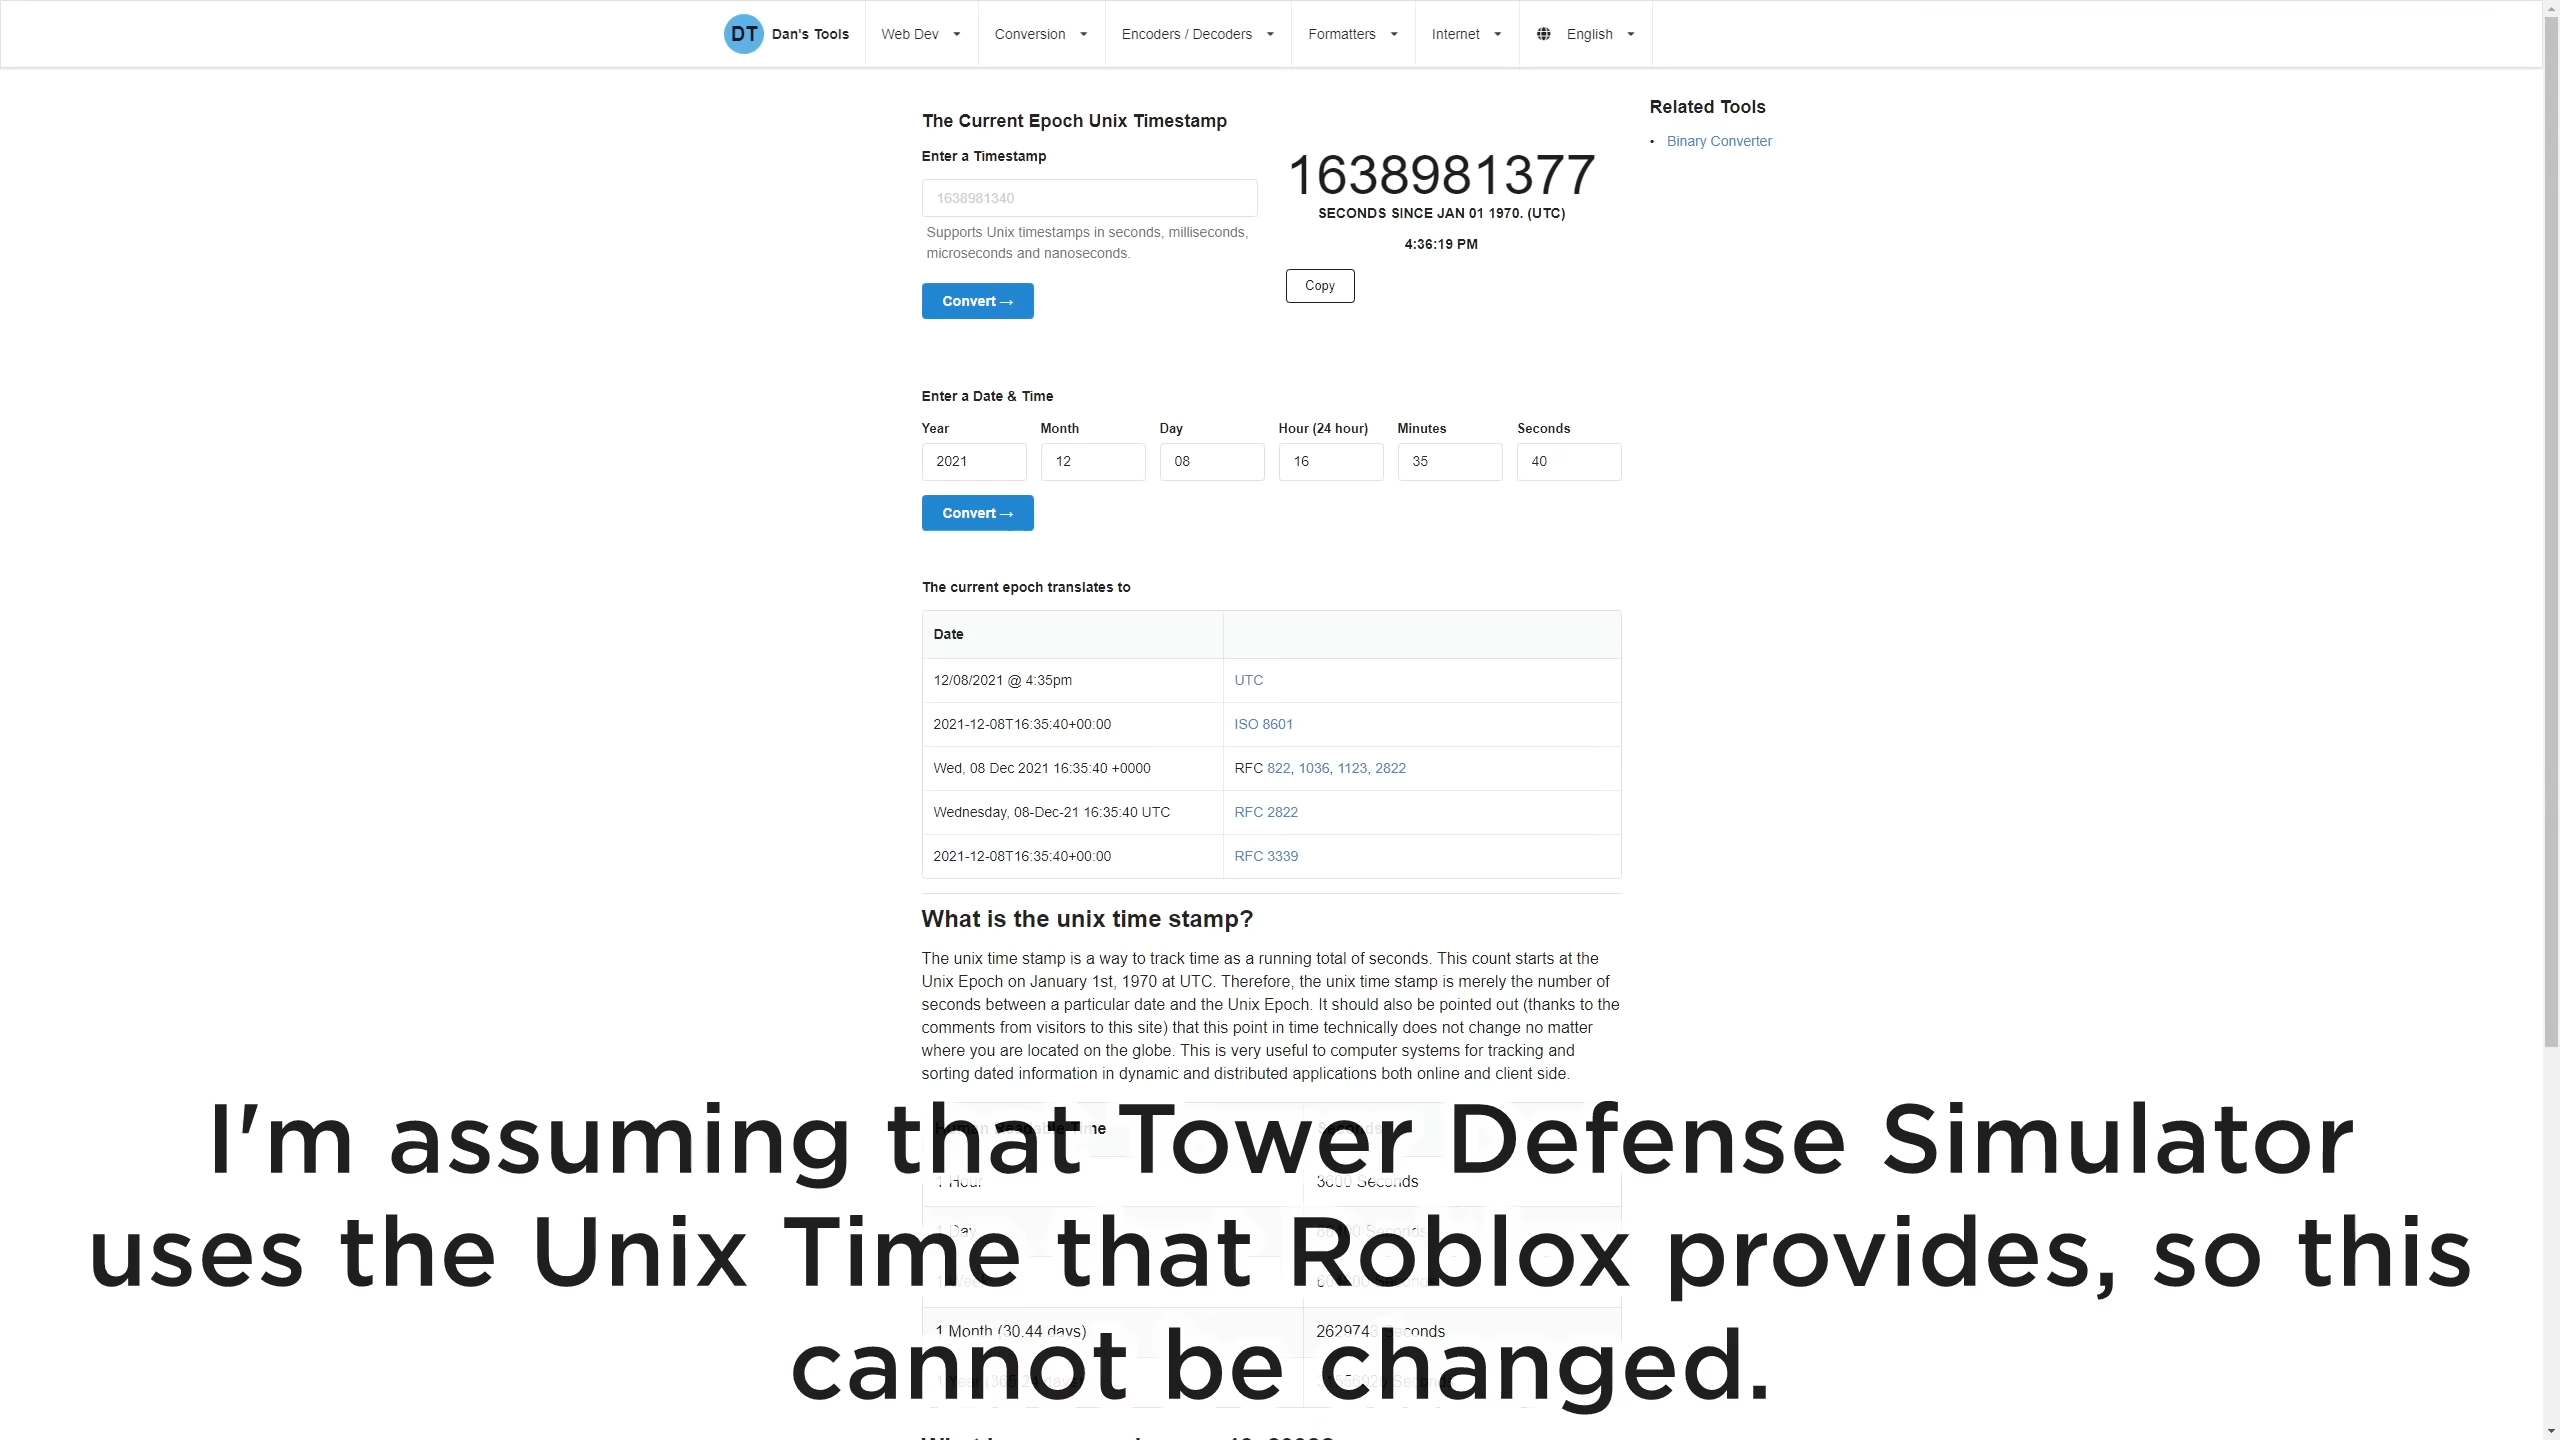 DT Dan's Tools Web Dev Conversion Encoders / Decoders Formatters Internet English
The Current Epoch Unix Timestamp
Enter a Timestamp
1638981340
Supports Unix timestamps in seconds, milliseconds,
microseconds and nanoseconds.
Convert →
1638981377
SECONDS SINCE JAN 01 1970. (UTC)
4:36:19 PM
Copy
Related Tools
• Binary Converter
Enter a Date & Time
Year Month Day Hour (24 hour) Minutes Seconds
2021 12 08 16 35 40
Convert →
The current epoch translates to
Date
12/08/2021 @ 4:35pm UTC
2021-12-08T16:35:40+00:00 ISO 8601
Wed, 08 Dec 2021 16:35:40 +0000 RFC 822, 1036, 1123, 2822
Wednesday, 08-Dec-21 16:35:40 UTC RFC 2822
2021-12-08T16:35:40+00:00 RFC 3339
What is the unix time stamp?
The unix time stamp is a way to track time as a running total of seconds. This count starts at the
Unix Epoch on January 1st, 1970 at UTC. Therefore, the unix time stamp is merely the number of
seconds between a particular date and the Unix Epoch. It should also be pointed out (thanks to the
comments from visitors to this site) that this point in time technically does not change no matter
where you are located on the globe. This is very useful to computer systems for tracking and
sorting dated information in dynamic and distributed applications both online and client side.
Time
1 Hour Seconds
1 Month (30.44 days) 2629743 Seconds
I'm assuming that Tower Defense Simulator
uses the Unix Time that Roblox provides, so this
cannot be changed.